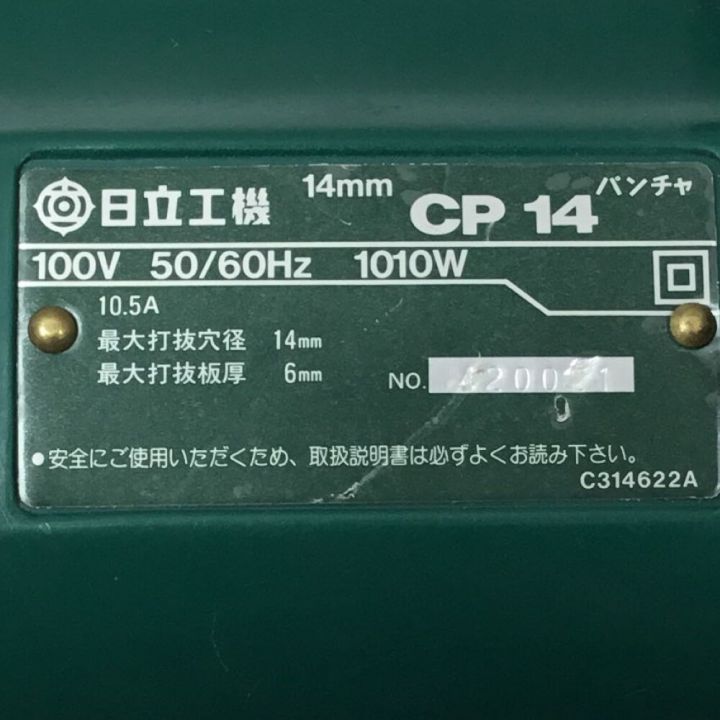 日立工機 14mm CP 14 パンチャ
100V 50/60Hz 1010W
10.5A
最大打抜穴径 14mm
最大打抜板厚 6mm
NO.
●安全にご使用いただくため、取扱説明書は必ずよくお読み下さい。
C314622A